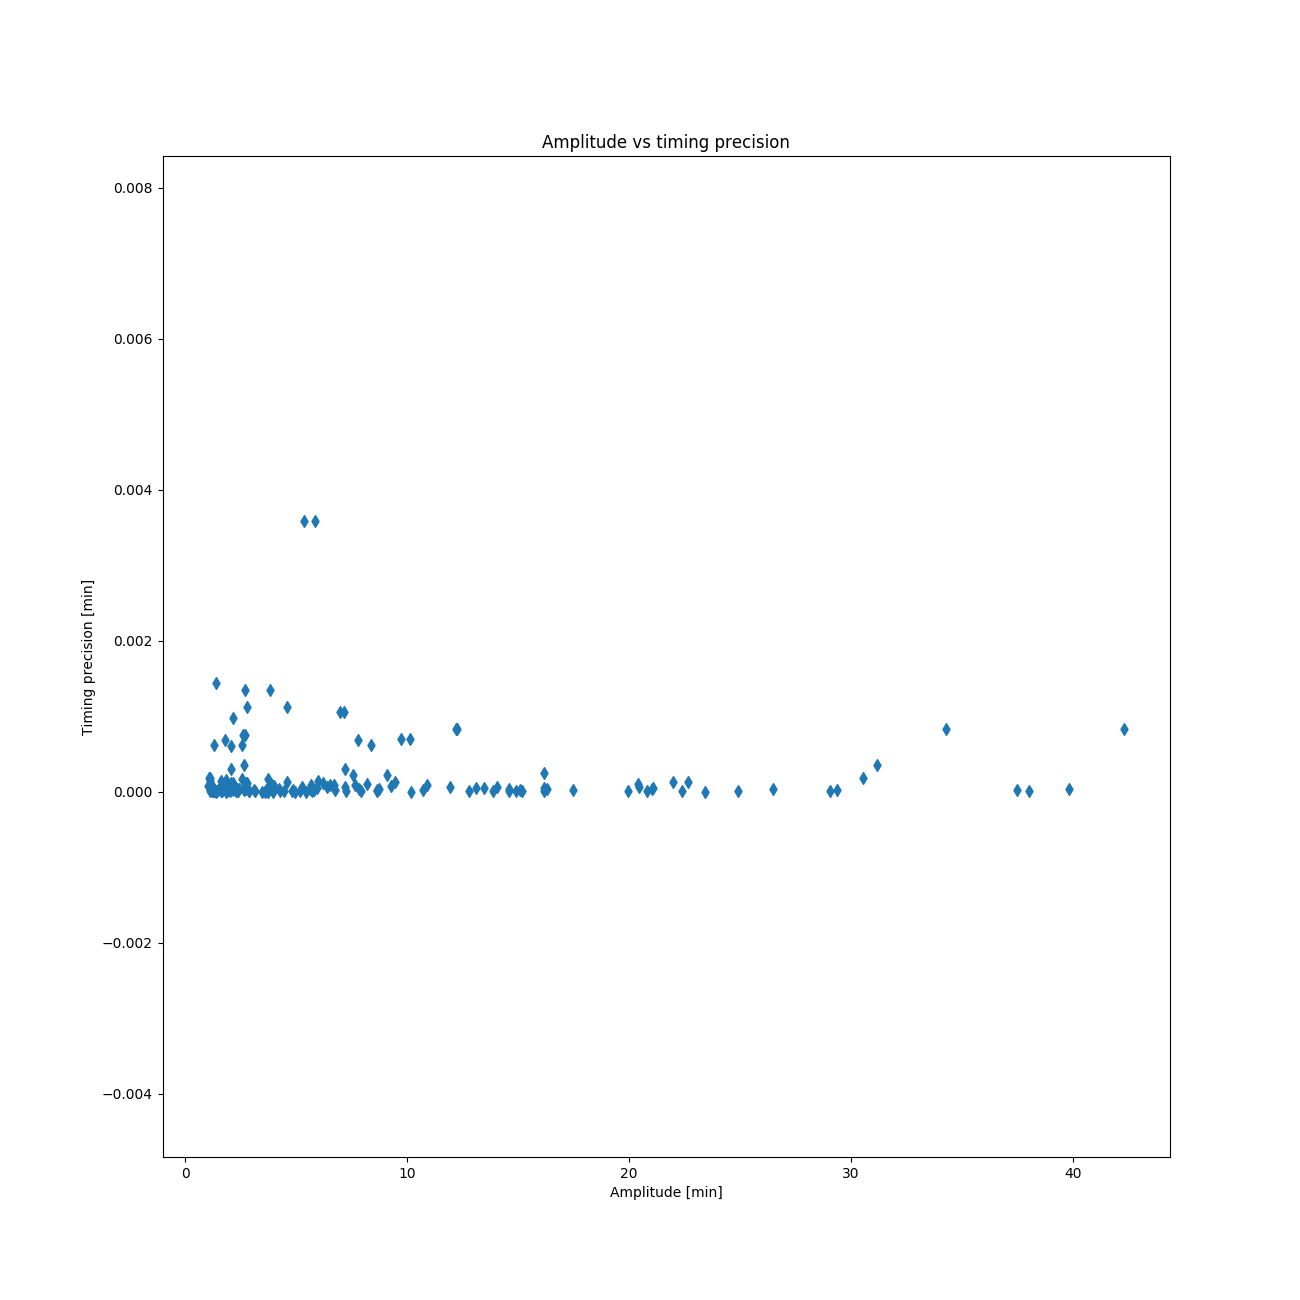 Amplitude vs timing precision
0.008
0.006
0.004
0.002
0.000
−0.002
−0.004
Timing precision [min]
0 10 20 30 40
Amplitude [min]